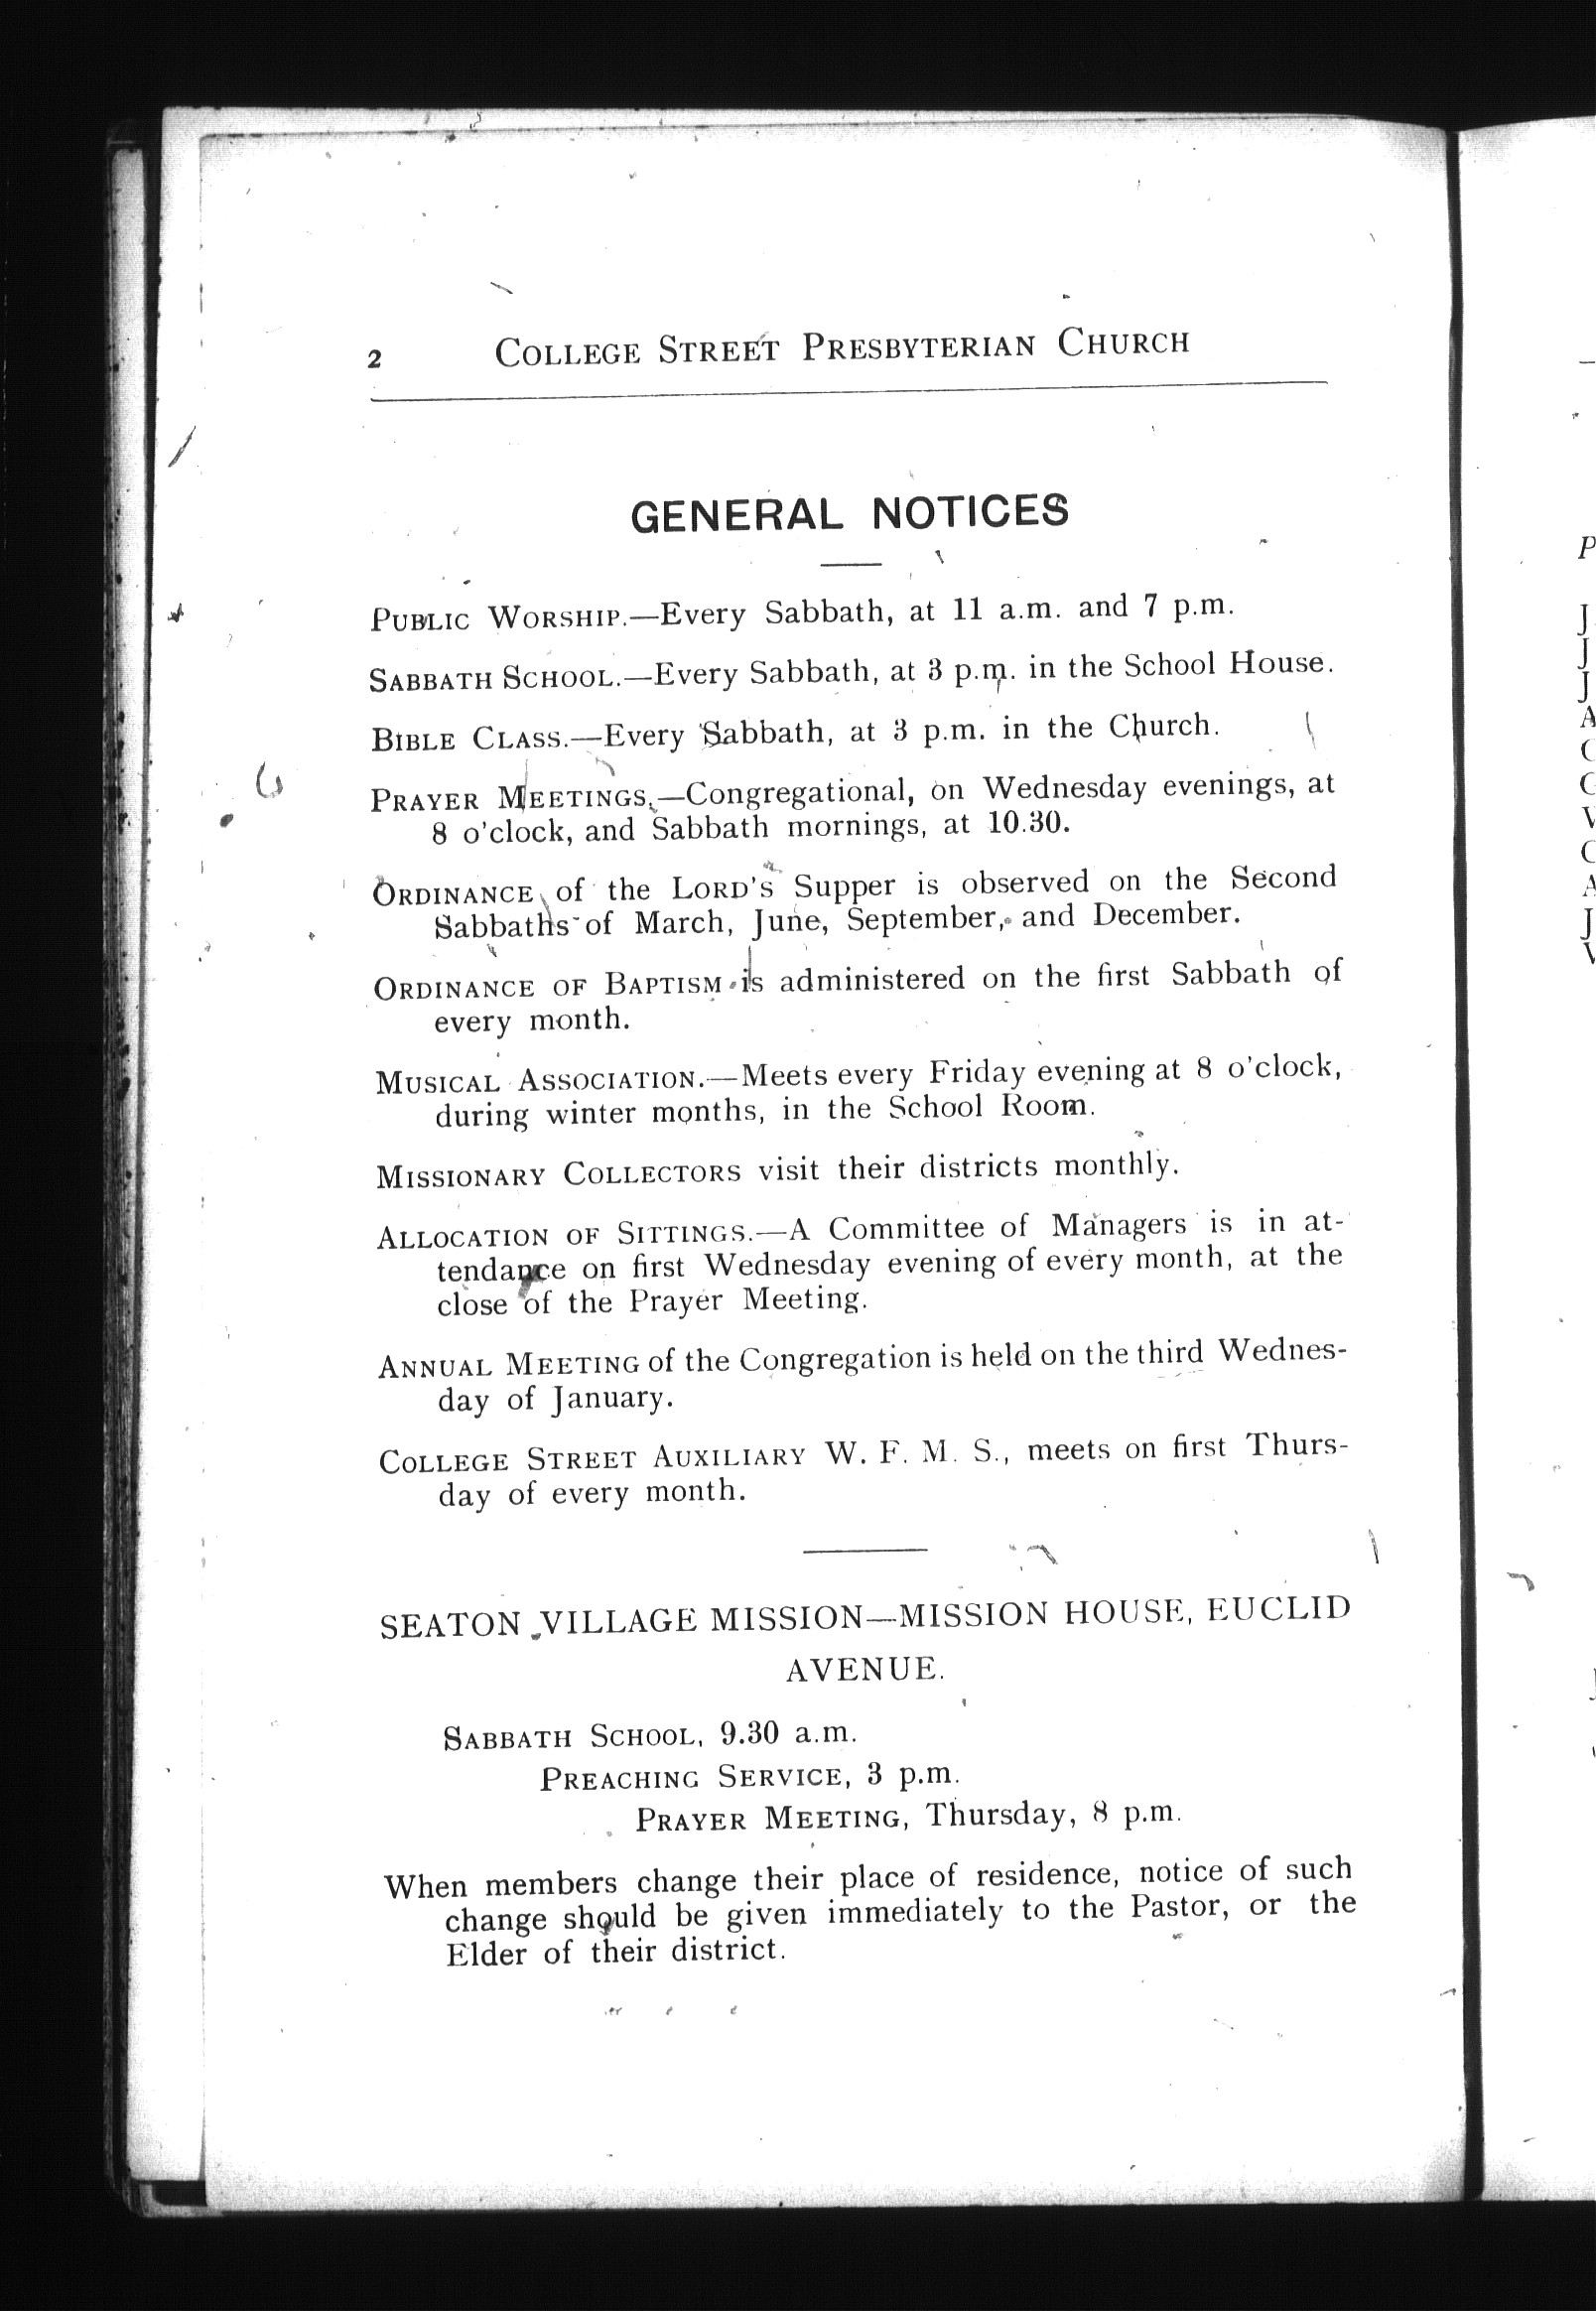 2 COLLEGE STREET PRESBYTERIAN CHURCH
GENERAL NOTICES
PUBLIC WORSHIP.—Every Sabbath, at 11 a.m. and 7 p.m.
SABBATH SCHOOL.—Every Sabbath, at 3 p.m. in the School House.
BIBLE CLASS.—Every Sabbath, at 3 p.m. in the Church.
PRAYER MEETINGS.—Congregational, on Wednesday evenings, at
8 o'clock, and Sabbath mornings, at 10.30.
ORDINANCE of the LORD'S Supper is observed on the Second
Sabbaths of March, June, September, and December.
ORDINANCE OF BAPTISM is administered on the first Sabbath of
every month.
MUSICAL ASSOCIATION.—Meets every Friday evening at 8 o'clock,
during winter months, in the School Room.
MISSIONARY COLLECTORS visit their districts monthly.
ALLOCATION OF SITTINGS.—A Committee of Managers is in at-
tendance on first Wednesday evening of every month, at the
close of the Prayer Meeting.
ANNUAL MEETING of the Congregation is held on the third Wednes-
day of January.
COLLEGE STREET AUXILIARY W. F. M. S., meets on first Thurs-
day of every month.
SEATON VILLAGE MISSION—MISSION HOUSE, EUCLID
AVENUE.
SABBATH SCHOOL, 9.30 a.m.
PREACHING SERVICE, 3 p.m.
PRAYER MEETING, Thursday, 8 p.m.
When members change their place of residence, notice of such
change should be given immediately to the Pastor, or the
Elder of their district.